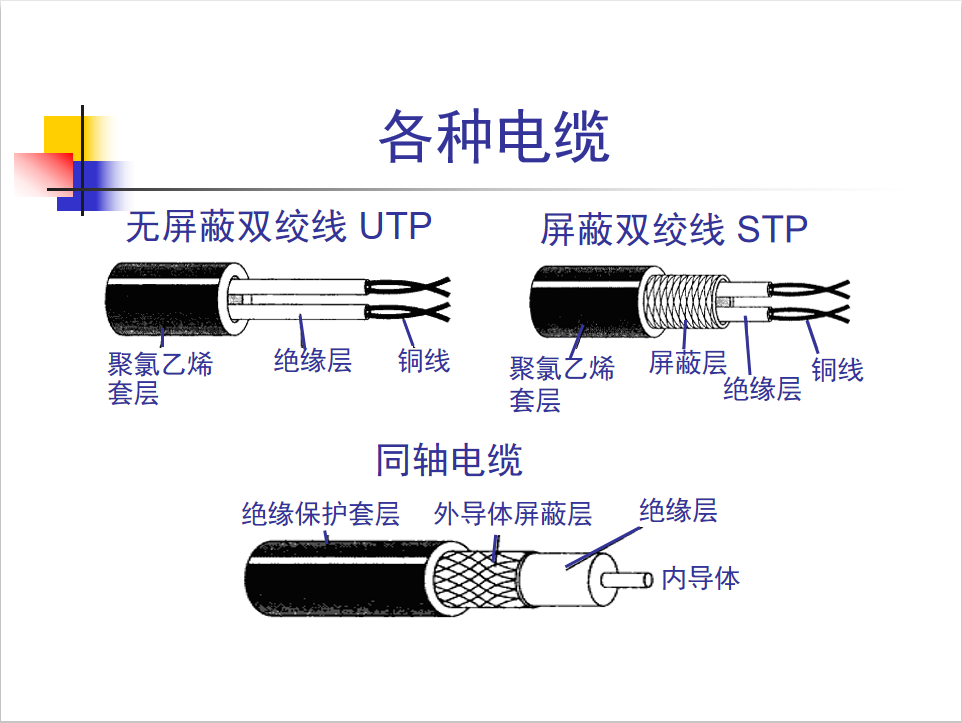 各种电缆
无屏蔽双绞线 UTP
屏蔽双绞线 STP
聚氯乙烯
套层
绝缘层
铜线
聚氯乙烯
套层
屏蔽层
绝缘层
铜线
同轴电缆
绝缘保护套层
外导体屏蔽层
绝缘层
内导体